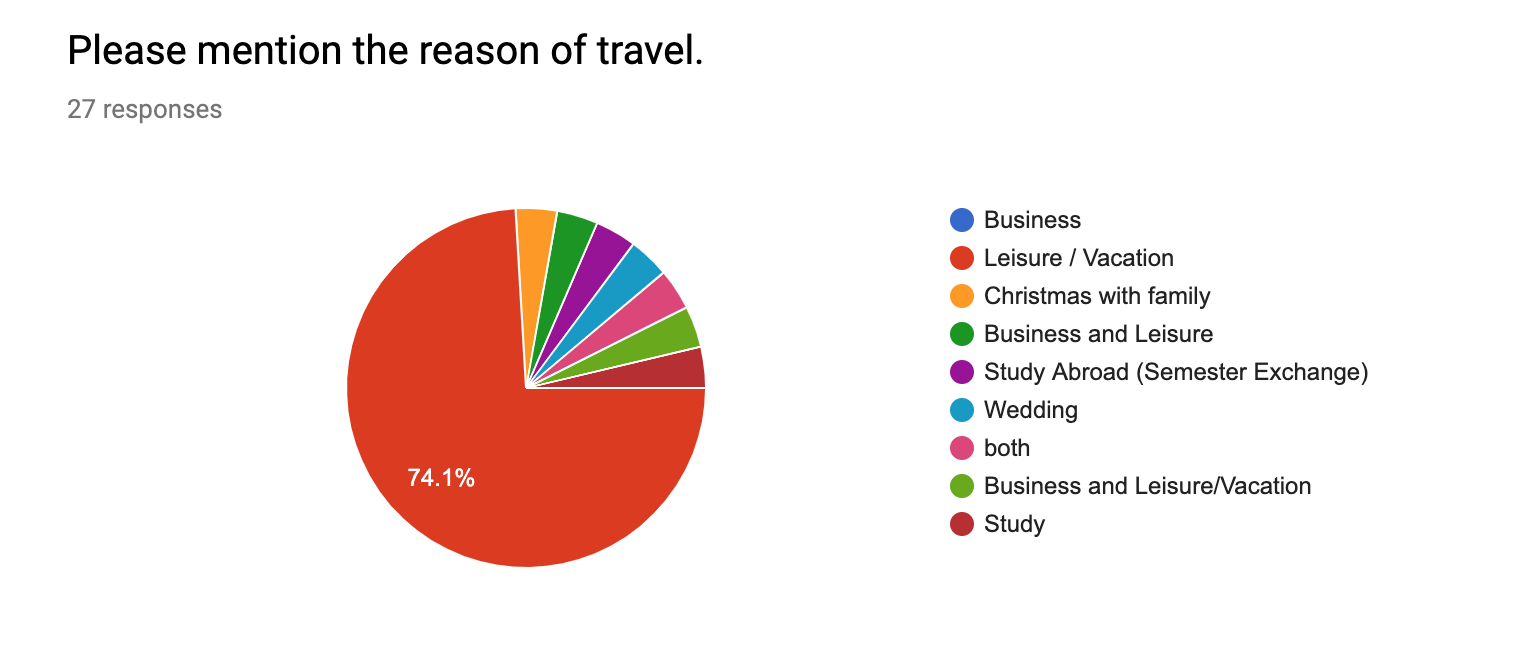 Please mention the reason of travel.
27 responses
74.1%
Business
Leisure / Vacation
Christmas with family
Business and Leisure
Study Abroad (Semester Exchange)
Wedding
both
Business and Leisure/Vacation
Study